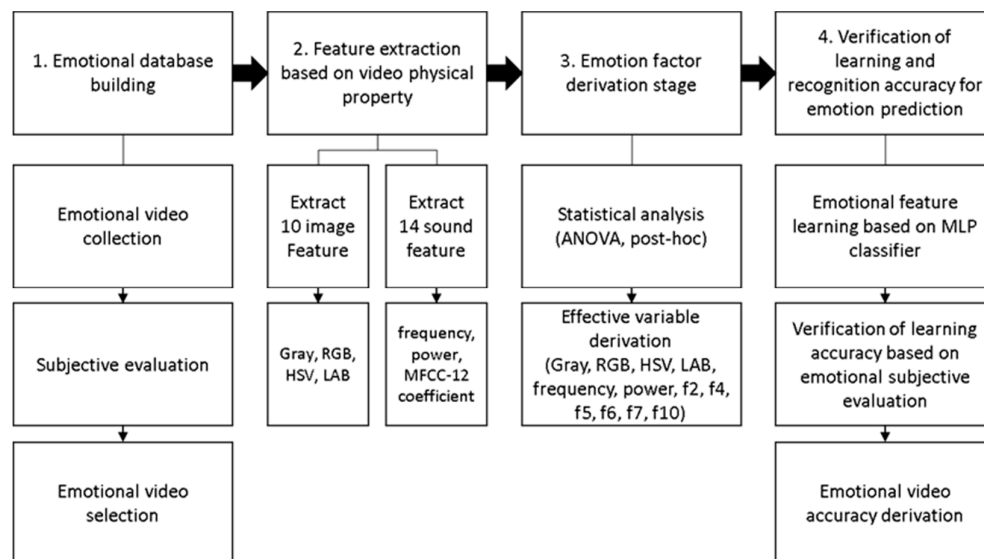 1. Emotional database
building
2. Feature extraction
based on video physical
property
3. Emotion factor
derivation stage
4. Verification of
learning and
recognition accuracy for
emotion prediction
Emotional video
collection
Extract
10 image
Feature
Extract
14 sound
feature
Statistical analysis
(ANOVA, post-hoc)
Emotional feature
learning based on MLP
classifier
Subjective evaluation
Gray, RGB,
HSV, LAB
frequency,
power,
MFCC-12
coefficient
Effective variable
derivation
(Gray, RGB, HSV, LAB,
frequency, power, f2, f4,
f5, f6, f7, f10)
Verification of learning
accuracy based on
emotional subjective
evaluation
Emotional video
selection
Emotional video
accuracy derivation